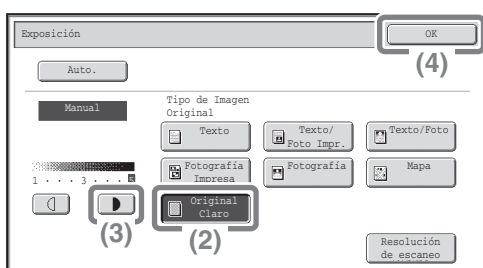 Exposición
OK
(4)
Auto.
Manual
Tipo de Imagen
Original
Texto
Texto/
Foto Impr.
Texto/Foto
Fotografía
Impresa
Fotografía
Mapa
1 · · · 3 · · · 5
(3)
Original
Claro
(2)
Resolución
de escaneo